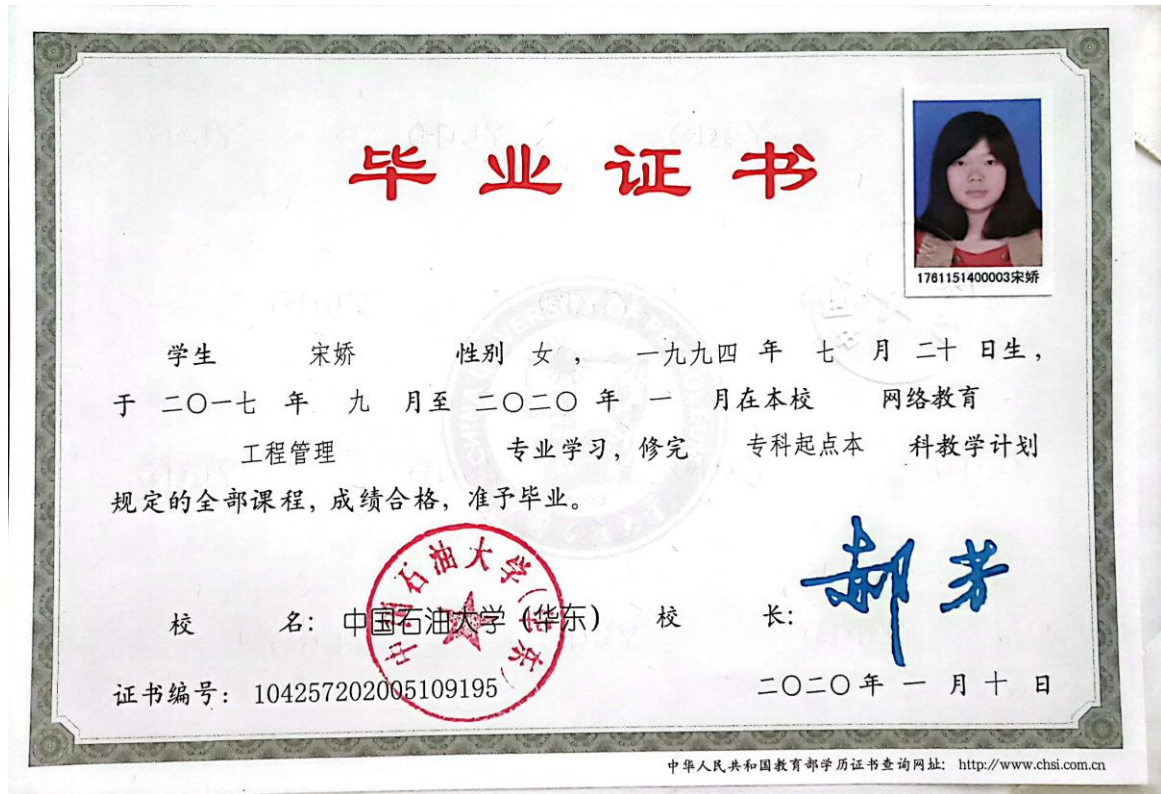 毕业证书
1761151400003宋娇
学生 宋娇 性别 女 , 一九九四 年 七 月 二十 日生,
于 二〇一七 年 九 月至 二〇二〇 年 一 月在本校 网络教育
工程管理 专业学习, 修完 专科起点本 科教学计划
规定的全部课程, 成绩合格, 准予毕业。
中国石油大学(华东)
校 名: 中国石油大学 (华东) 校 长: 郝芳
证书编号: 104257202005109195 二〇二〇 年 一 月 十 日
中华人民共和国教育部学历证书查询网址: http://www.chsi.com.cn